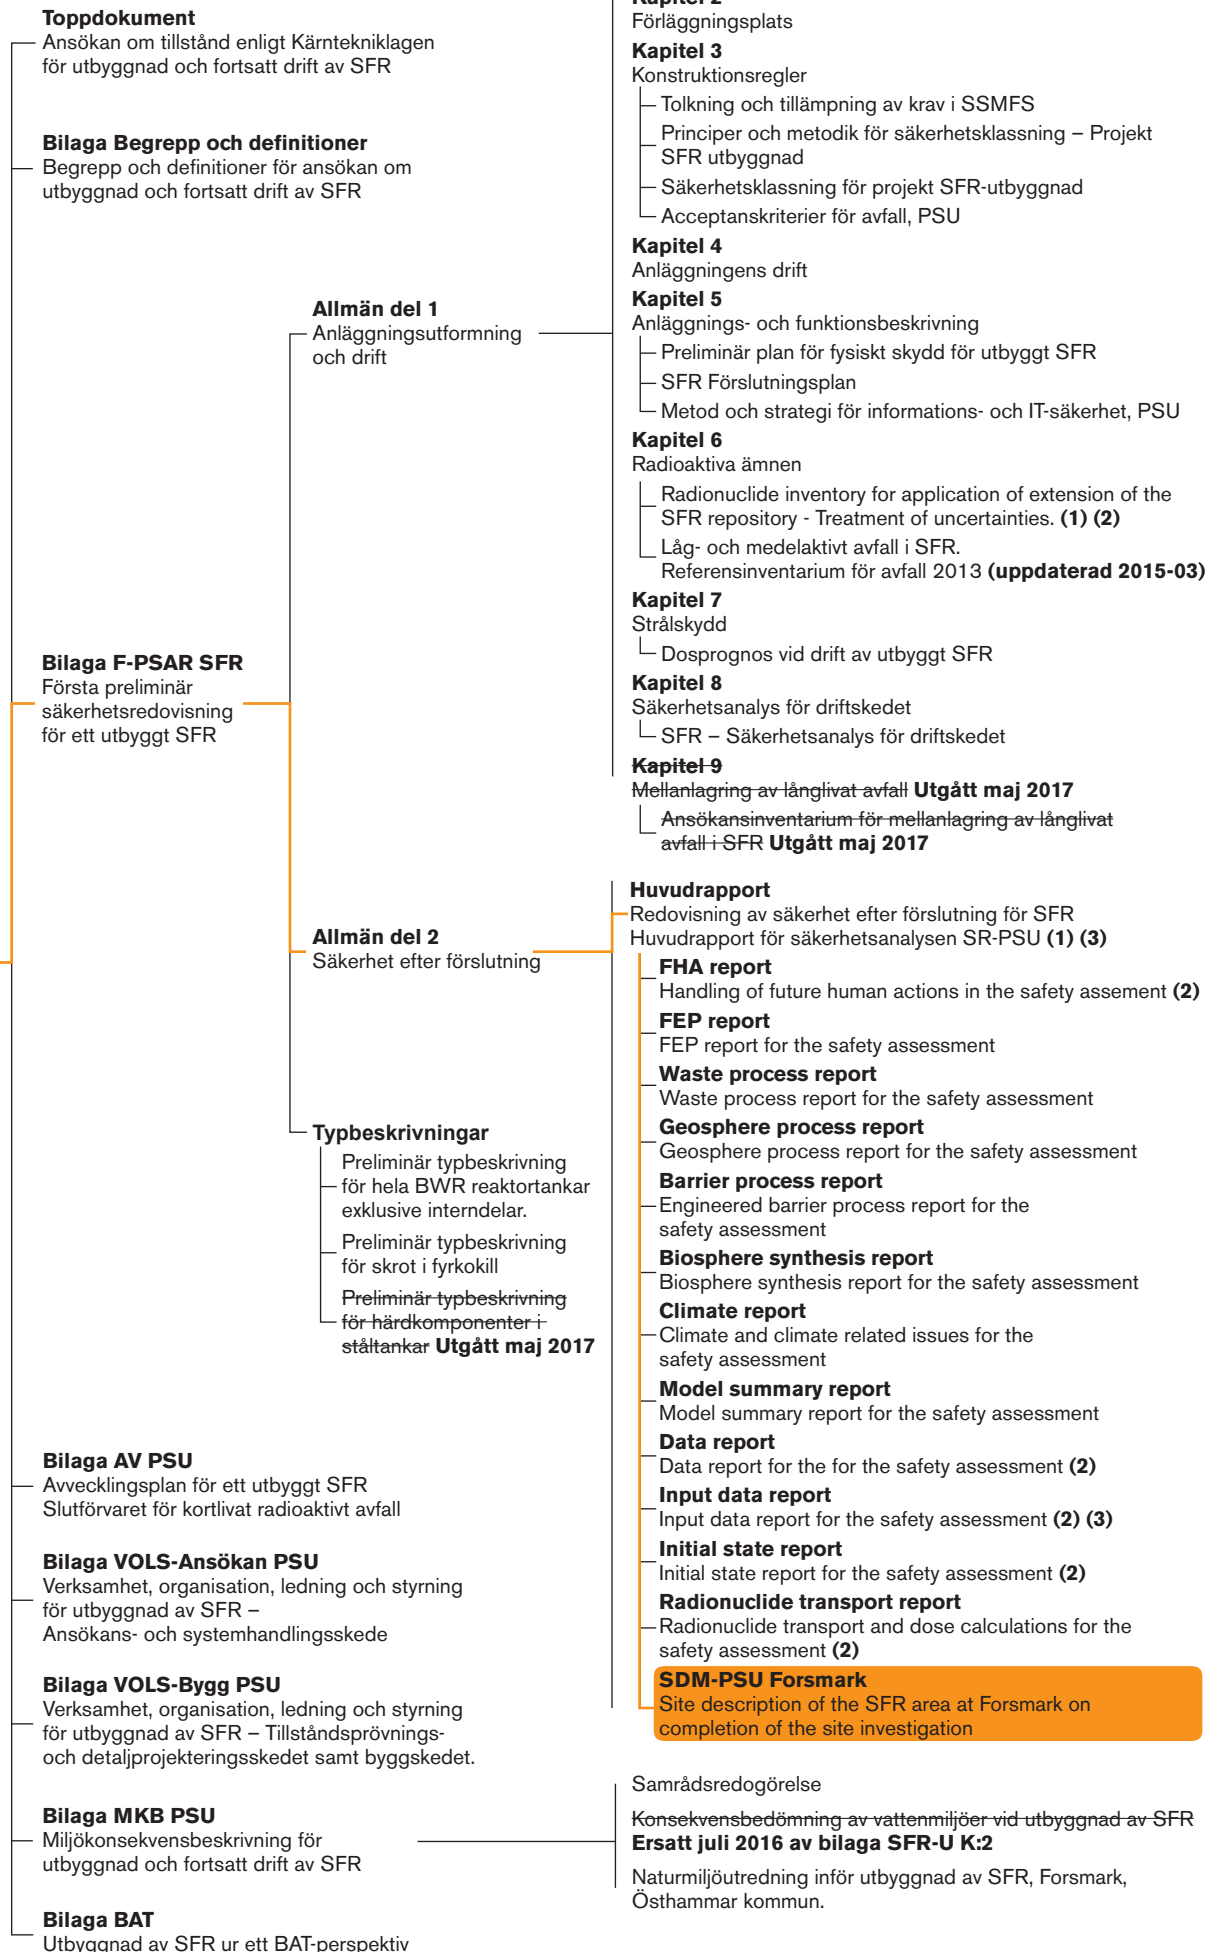 Toppdokument
Ansökan om tillstånd enligt Kärntekniklagen
för utbyggnad och fortsatt drift av SFR
Bilaga Begrepp och definitioner
Begrepp och definitioner för ansökan om
utbyggnad och fortsatt drift av SFR
Bilaga F-PSAR SFR
Första preliminär
säkerhetsredovisning
för ett utbyggt SFR
Allmän del 1
Anläggningsutformning
och drift
Kapitel 2
Förläggningsplats
Kapitel 3
Konstruktionsregler
Tolkning och tillämpning av krav i SSMFS
Principer och metodik för säkerhetsklassning – Projekt
SFR utbyggnad
Säkerhetsklassning för projekt SFR-utbyggnad
Acceptanskriterier för avfall, PSU
Kapitel 4
Anläggningens drift
Kapitel 5
Anläggnings- och funktionsbeskrivning
Preliminär plan för fysiskt skydd för utbyggt SFR
SFR Förslutningsplan
Metod och strategi för informations- och IT-säkerhet, PSU
Kapitel 6
Radioaktiva ämnen
Radionuclide inventory for application of extension of the
SFR repository - Treatment of uncertainties. (1) (2)
Låg- och medelaktivt avfall i SFR.
Referensinventarium för avfall 2013 (uppdaterad 2015-03)
Kapitel 7
Strålskydd
Dosprognos vid drift av utbyggt SFR
Kapitel 8
Säkerhetsanalys för driftskedet
SFR – Säkerhetsanalys för driftskedet
Kapitel 9
Mellanlagring av långlivat avfall Utgått maj 2017
Ansökansinventarium för mellanlagring av långlivat
avfall i SFR Utgått maj 2017
Allmän del 2
Säkerhet efter förslutning
Huvudrapport
Redovisning av säkerhet efter förslutning för SFR
Huvudrapport för säkerhetsanalysen SR-PSU (1) (3)
FHA report
Handling of future human actions in the safety assement (2)
FEP report
FEP report for the safety assessment
Waste process report
Waste process report for the safety assessment
Geosphere process report
Geosphere process report for the safety assessment
Barrier process report
Engineered barrier process report for the
safety assessment
Biosphere synthesis report
Biosphere synthesis report for the safety assessment
Climate report
Climate and climate related issues for the
safety assessment
Model summary report
Model summary report for the safety assessment
Data report
Data report for the for the safety assessment (2)
Input data report
Input data report for the safety assessment (2) (3)
Initial state report
Initial state report for the safety assessment (2)
Radionuclide transport report
Radionuclide transport and dose calculations for the
safety assessment (2)
SDM-PSU Forsmark
Site description of the SFR area at Forsmark on
completion of the site investigation
Typbeskrivningar
Preliminär typbeskrivning
för hela BWR reaktortankar
exklusive interndelar.
Preliminär typbeskrivning
för skrot i fyrkokill
Preliminär typbeskrivning
för härdkomponenter i
ståltankar Utgått maj 2017
Bilaga AV PSU
Avvecklingsplan för ett utbyggt SFR
Slutförvaret för kortlivat radioaktivt avfall
Bilaga VOLS-Ansökan PSU
Verksamhet, organisation, ledning och styrning
för utbyggnad av SFR –
Ansökans- och systemhandlingsskede
Bilaga VOLS-Bygg PSU
Verksamhet, organisation, ledning och styrning
för utbyggnad av SFR – Tillståndsprövnings-
och detaljprojekteringsskedet samt byggskedet.
Bilaga MKB PSU
Miljökonsekvensbeskrivning för
utbyggnad och fortsatt drift av SFR
Samrådsredogörelse
Konsekvensbedömning av vattenmiljöer vid utbyggnad av SFR
Ersatt juli 2016 av bilaga SFR-U K:2
Naturmiljöutredning inför utbyggnad av SFR, Forsmark,
Östhammar kommun.
Bilaga BAT
Utbyggnad av SFR ur ett BAT-perspektiv